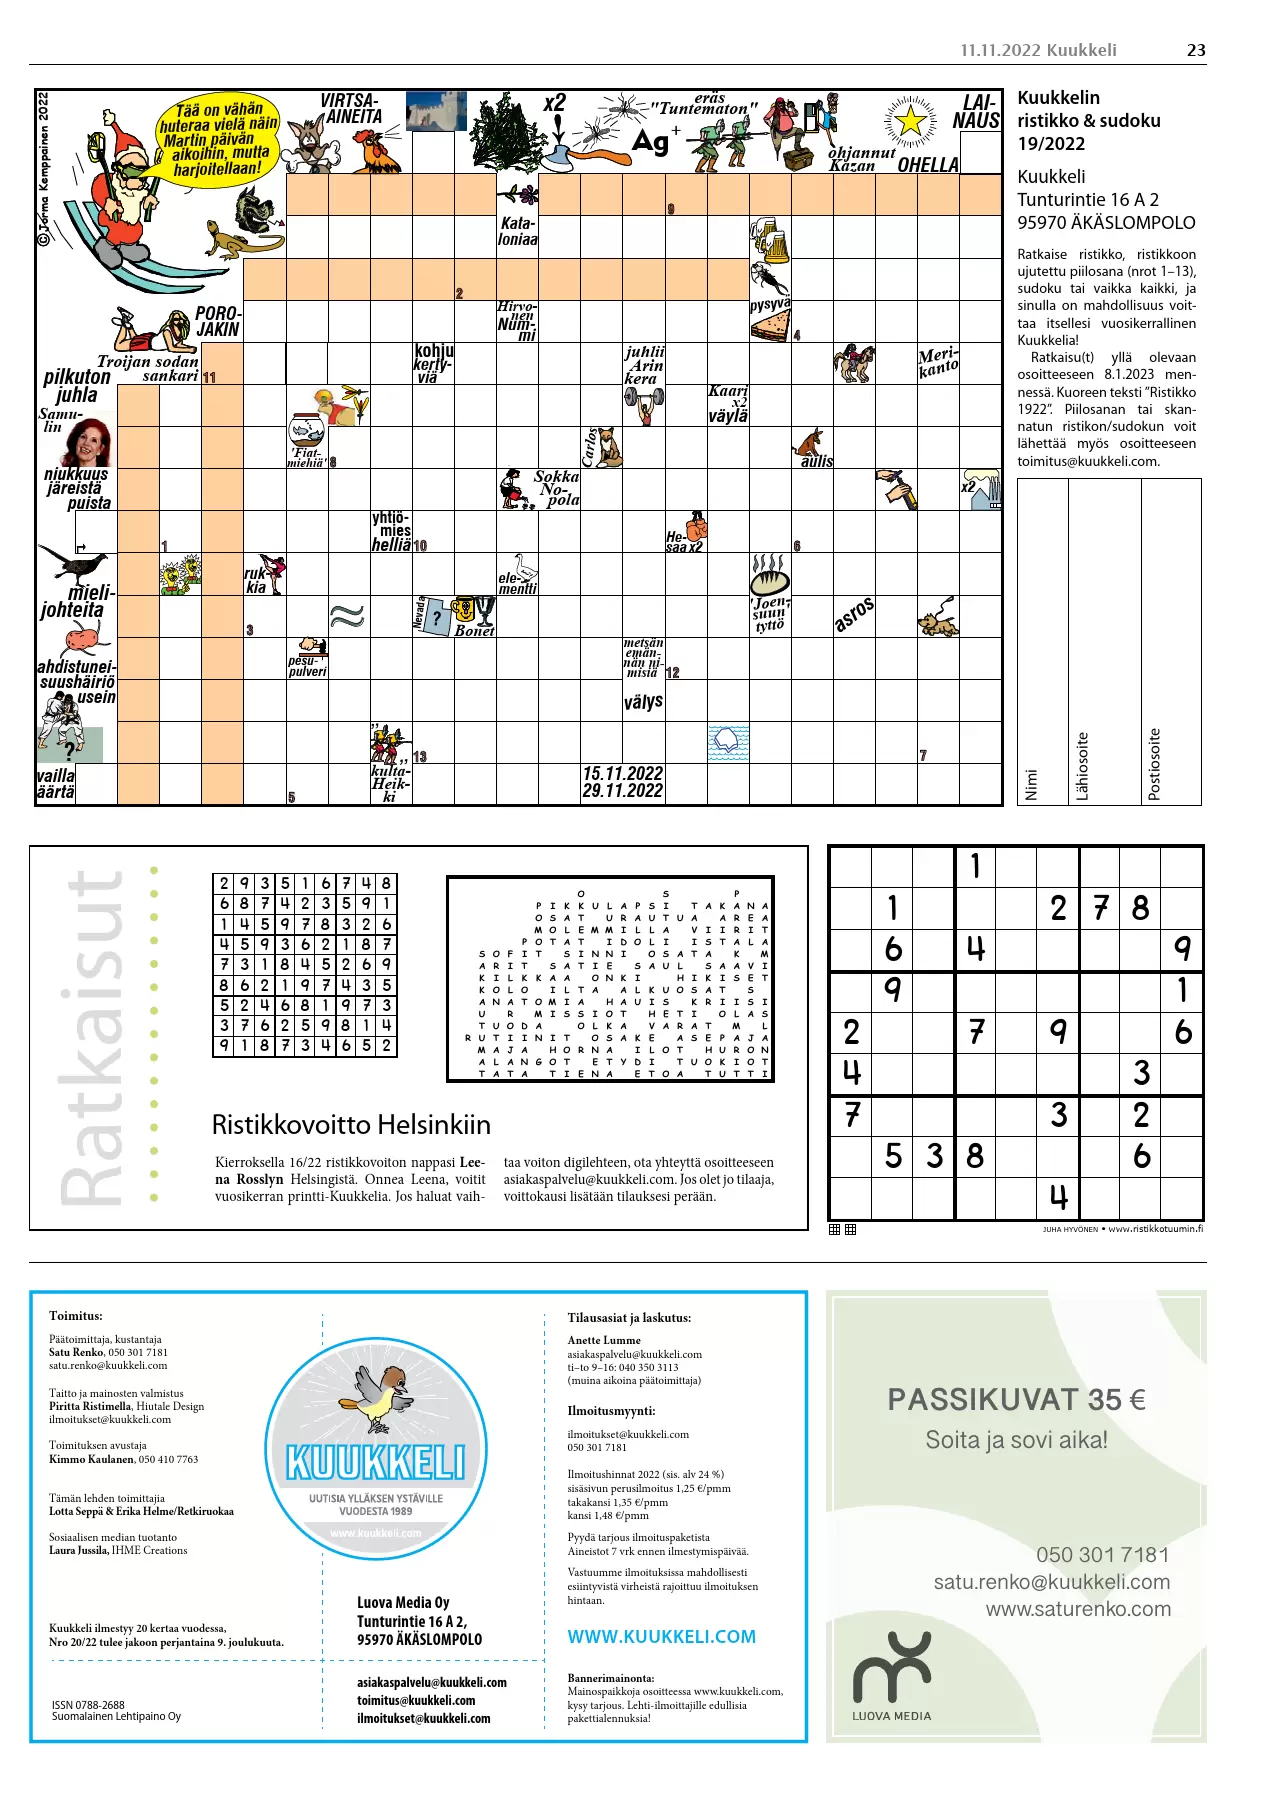 11.11.2022 Kuukkeli 23
© Jorma Kemppainen 2022
Tää on vähän
huteraa vielä näin
Martin päivän
aikoihin, mutta
harjoitellaan!
VIRTSA-
AINEITA
x2
Ag+
eräs
"Tuntematon"
ohjannut
Kazan
OHELLA
LAI-
NAUS
9
Kata-
loniaa
2
Hirvo-
nen
Num-
mi
pysyvä
4
PORO-
JAKIN
Troijan sodan
sankari
11
kohju
kerty-
viä
juhlii
Arin
kera
Meri-
kanto
pilkuton
juhla
Kaari
x2
väylä
Samu-
lin
'Fiat-
miehiä'
8
Carlos
aulis
niukkuus
järeistä
puista
Sokka
No-
pola
x2
1
yhtiö-
mies
helliä
10
He-
saa x2
6
mieli-
johteita
ruk-
kia
ele-
mentti
3
Nevada
?
Bonet
'Joen-
suun
tyttö
asros
ahdistunei-
suushäiriö
usein
pesu-
pulveri
metsän
emän-
nän ni-
misiä
12
välys
?
" "
13
7
vailla
äärtä
5
kulta-
Heik-
ki
15.11.2022
29.11.2022
Kuukkelin
ristikko & sudoku
19/2022
Kuukkeli
Tunturintie 16 A 2
95970 ÄKÄSLOMPOLO
Ratkaise ristikko, ristikkoon
ujutettu piilosana (nrot 1–13),
sudoku tai vaikka kaikki, ja
sinulla on mahdollisuus voit-
taa itsellesi vuosikerrallinen
Kuukkelia!
Ratkaisu(t) yllä olevaan
osoitteeseen 8.1.2023 men-
nessä. Kuoreen teksti "Ristikko
1922". Piilosanan tai skan-
natun ristikon/sudokun voit
lähettää myös osoitteeseen
toimitus@kuukkeli.com.
Nimi
Lähiosoite
Postiosoite
Ratkaisut
2 9 3 5 1 6 7 4 8
6 8 7 4 2 3 5 9 1
1 4 5 9 7 8 3 2 6
4 5 9 3 6 2 1 8 7
7 3 1 8 4 5 2 6 9
8 6 2 1 9 7 4 3 5
5 2 4 6 8 1 9 7 3
3 7 6 2 5 9 8 1 4
9 1 8 7 3 4 6 5 2
O S P
PIKKULAPSI TAKANA
OSAT URAUTUA AREA
MOLEMMILLA VIIRIT
POTAT IDOLI ISTALA
SOFIT SINNI OSATA K M
ARIT SATIE SAUL SAAVI
KILKKAA ONKI HIKISET
KOLO ILTA ALKUOSAT S
ANATOMIA HAUIS KRIISI
U R MISSIOT HETI OLAS
TUODA OLKA VARAT M L
RUTIINIT OSAKE ASEPAJA
MAJA HORNA ILOT HURON
ALANGOT ETYDI TUOKIOT
TATA TIENA ETOA TUTTI
Ristikkovoitto Helsinkiin
Kierroksella 16/22 ristikkovoiton nappasi Lee-
na Rosslyn Helsingistä. Onnea Leena, voitit
vuosikerran printti-Kuukkelia. Jos haluat vaih-
taa voiton digilehteen, ota yhteyttä osoitteeseen
asiakaspalvelu@kuukkeli.com. Jos olet jo tilaaja,
voittokausi lisätään tilauksesi perään.
1
1 2 7 8
6 4 9
9 1
2 7 9 6
4 3
7 3 2
5 3 8 6
4
JUHA HYVÖNEN • www.ristikkotuumin.fi
Toimitus:
Päätoimittaja, kustantaja
Satu Renko, 050 301 7181
satu.renko@kuukkeli.com
Taitto ja mainosten valmistus
Piritta Ristimella, Hiutale Design
ilmoitukset@kuukkeli.com
Toimituksen avustaja
Kimmo Kaulanen, 050 410 7763
Tämän lehden toimittajia
Lotta Seppä & Erika Helme/Retkiruokaa
Sosiaalisen median tuotanto
Laura Jussila, IHME Creations
Kuukkeli ilmestyy 20 kertaa vuodessa,
Nro 20/22 tulee jakoon perjantaina 9. joulukuuta.
ISSN 0788-2688
Suomalainen Lehtipaino Oy
KUUKKELI
UUTISIA YLLÄKSEN YSTÄVILLE
VUODESTA 1989
www.kuukkeli.com
Luova Media Oy
Tunturintie 16 A 2,
95970 ÄKÄSLOMPOLO
asiakaspalvelu@kuukkeli.com
toimitus@kuukkeli.com
ilmoitukset@kuukkeli.com
Tilausasiat ja laskutus:
Anette Lumme
asiakaspalvelu@kuukkeli.com
ti–to 9–16: 040 350 3113
(muina aikoina päätoimittaja)
Ilmoitusmyynti:
ilmoitukset@kuukkeli.com
050 301 7181
Ilmoitushinnat 2022 (sis. alv 24 %)
sisäsivun perusilmoitus 1,25 €/pmm
takakansi 1,35 €/pmm
kansi 1,48 €/pmm
Pyydä tarjous ilmoituspaketista
Aineistot 7 vrk ennen ilmestymispäivää.
Vastuumme ilmoituksissa mahdollisesti
esiintyvistä virheistä rajoittuu ilmoituksen
hintaan.
WWW.KUUKKELI.COM
Bannerimainonta:
Mainospaikkoja osoitteessa www.kuukkeli.com,
kysy tarjous. Lehti-ilmoittajille edullisia
pakettialennuksia!
PASSIKUVAT 35 €
Soita ja sovi aika!
050 301 7181
satu.renko@kuukkeli.com
www.saturenko.com
LUOVA MEDIA